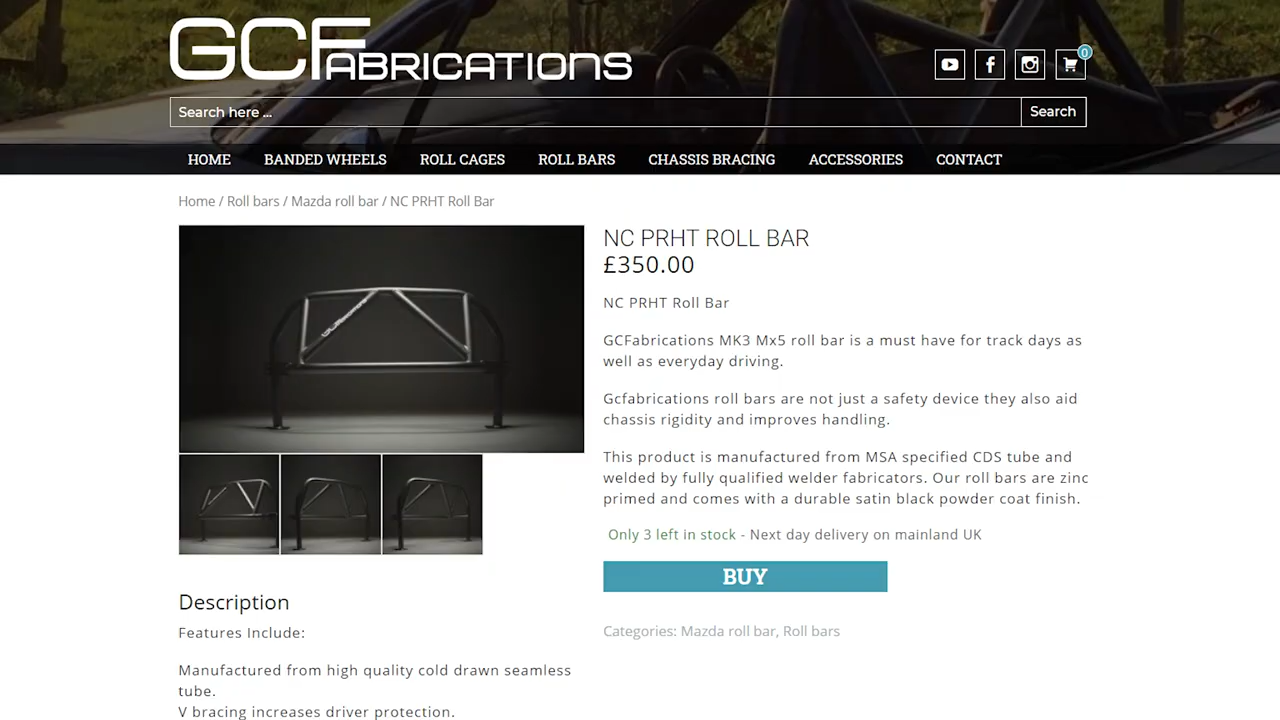 GCFABRICATIONS
0
Search here ...
Search
HOME
BANDED WHEELS
ROLL CAGES
ROLL BARS
CHASSIS BRACING
ACCESSORIES
CONTACT
Home / Roll bars / Mazda roll bar / NC PRHT Roll Bar
NC PRHT ROLL BAR
£350.00
NC PRHT Roll Bar
GCFabrications MK3 Mx5 roll bar is a must have for track days as
well as everyday driving.
Gcfabrications roll bars are not just a safety device they also aid
chassis rigidity and improves handling.
This product is manufactured from MSA specified CDS tube and
welded by fully qualified welder fabricators. Our roll bars are zinc
primed and comes with a durable satin black powder coat finish.
Only 3 left in stock - Next day delivery on mainland UK
BUY
Categories: Mazda roll bar, Roll bars
Description
Features Include:
Manufactured from high quality cold drawn seamless
tube.
V bracing increases driver protection.